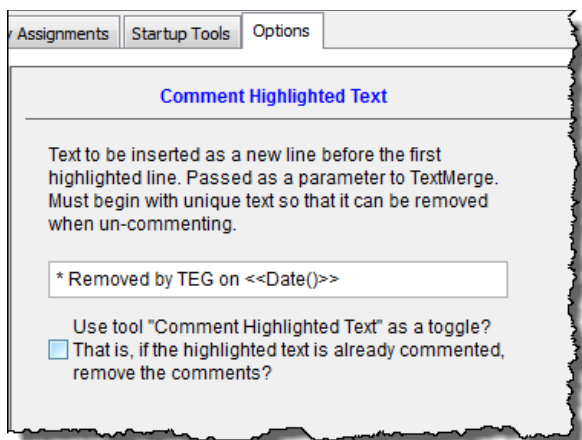 Assignments
Startup Tools
Options
Comment Highlighted Text
Text to be inserted as a new line before the first
highlighted line. Passed as a parameter to TextMerge.
Must begin with unique text so that it can be removed
when un-commenting.
* Removed by TEG on <<Date()>>
Use tool "Comment Highlighted Text" as a toggle?
That is, if the highlighted text is already commented,
remove the comments?